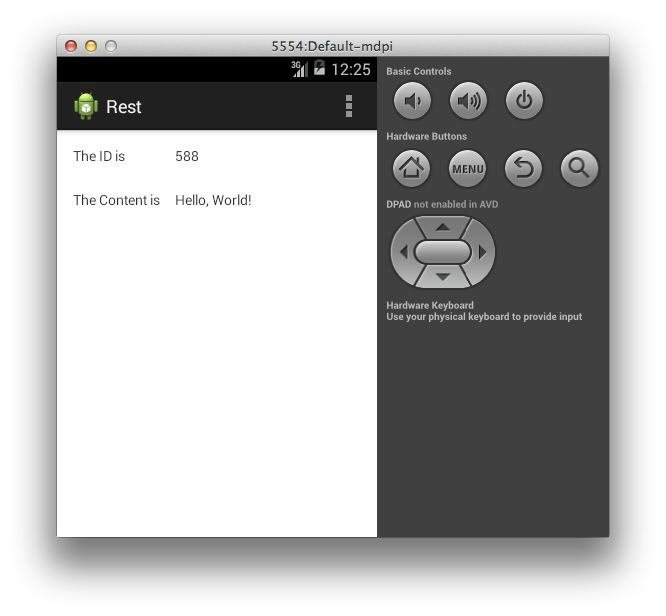 5554:Default-mdpi
3G 12:25
Rest
The ID is 588
The Content is Hello, World!
Basic Controls
Hardware Buttons
MENU
DPAD not enabled in AVD
Hardware Keyboard
Use your physical keyboard to provide input